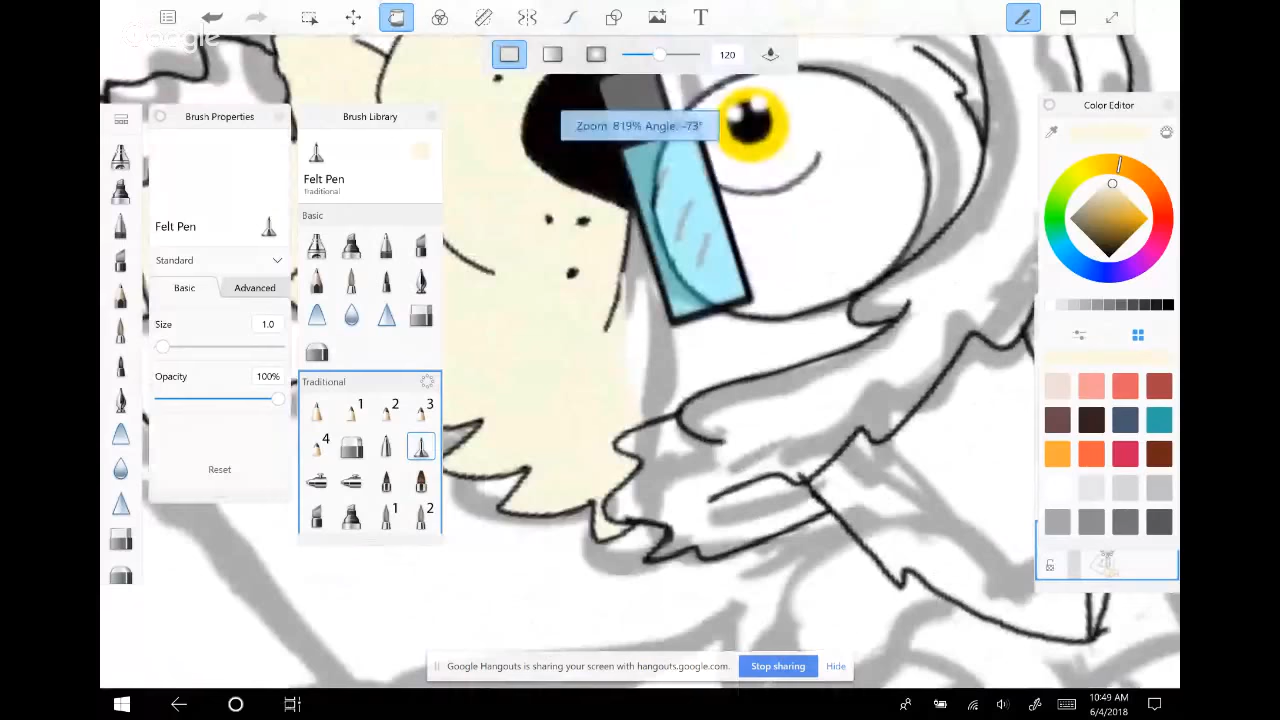 Google
120
Brush Properties
Brush Library
Color Editor
Zoom 819% Angle: -73°
Felt Pen
Traditional
Felt Pen
Basic
Standard
Basic
Advanced
Size
1.0
Opacity
100%
Traditional
1
2
3
4
Reset
1
2
Google Hangouts is sharing your screen with hangouts.google.com.
Stop sharing
Hide
10:49 AM
6/4/2018